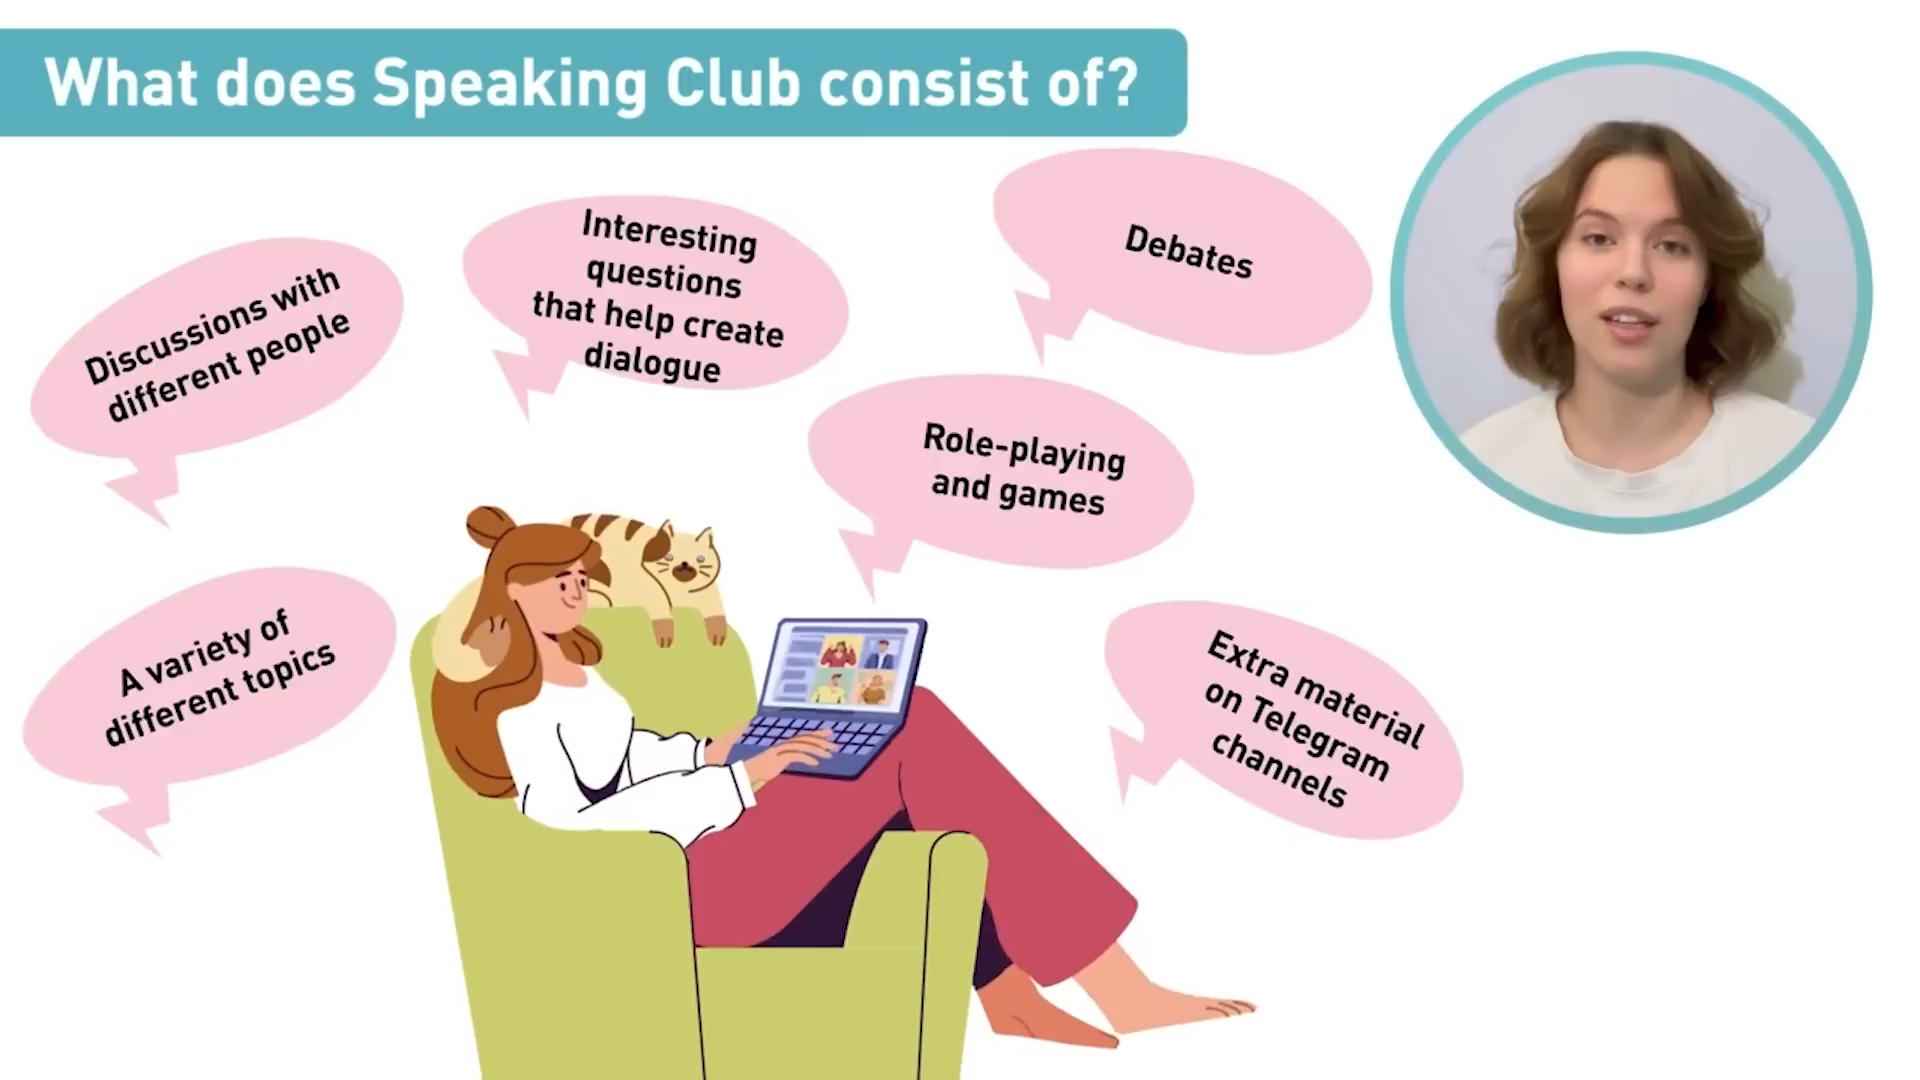 What does Speaking Club consist of?
Discussions with
different people
Interesting
questions
that help create
dialogue
Debates
Role-playing
and games
A variety of
different topics
Extra material
on Telegram
channels